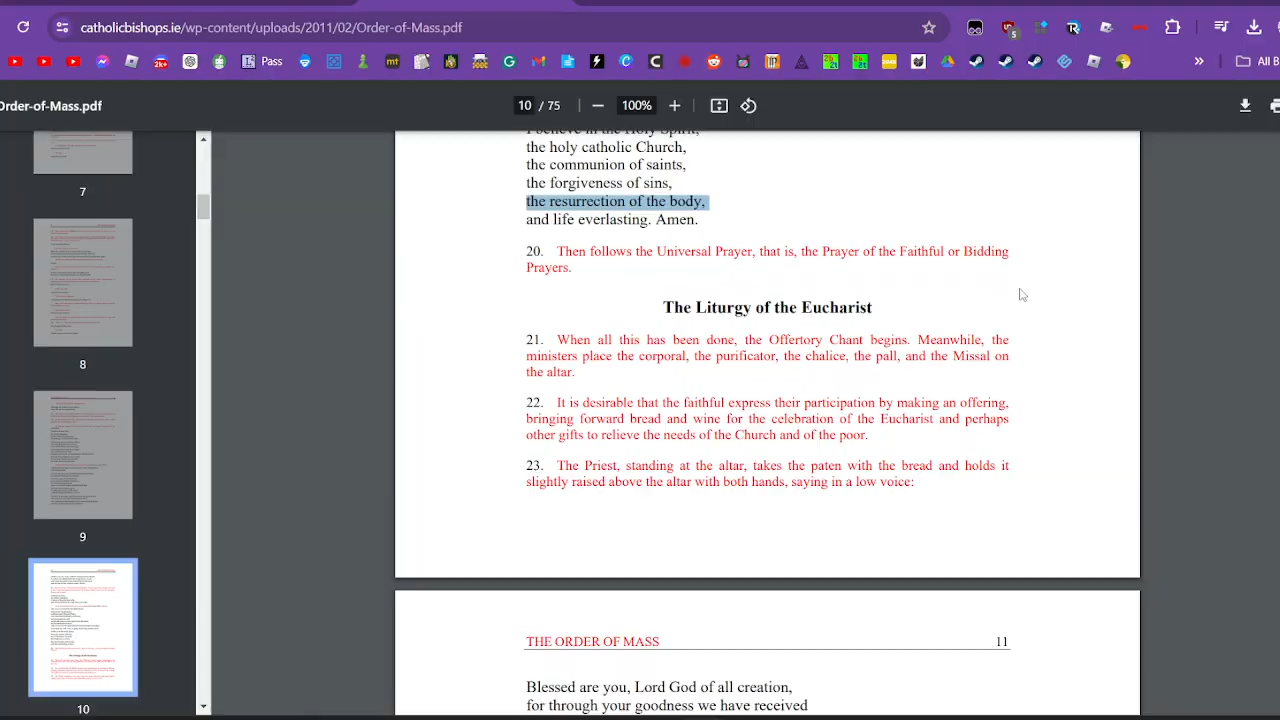 catholicbishops.ie/wp-content/uploads/2011/02/Order-of-Mass.pdf
Pass
All B
Order-of-Mass.pdf
10 / 75
100%
7
8
9
10
I believe in the Holy Spirit,
the holy catholic Church,
the communion of saints,
the forgiveness of sins,
the resurrection of the body,
and life everlasting. Amen.
20. Then follows the Universal Prayer, that is, the Prayer of the Faithful or Bidding
Prayers.
The Liturgy of the Eucharist
21. When all this has been done, the Offertory Chant begins. Meanwhile, the
ministers place the corporal, the purificator, the chalice, the pall, and the Missal on
the altar.
22. It is desirable that the faithful express their participation by making an offering,
bringing forward bread and wine for the celebration of the Eucharist and perhaps
other gifts to relieve the needs of the Church and of the poor.
23. The Priest, standing at the altar, takes the paten with the bread and holds it
slightly raised above the altar with both hands, saying in a low voice:
THE ORDER OF MASS 11
Blessed are you, Lord God of all creation,
for through your goodness we have received